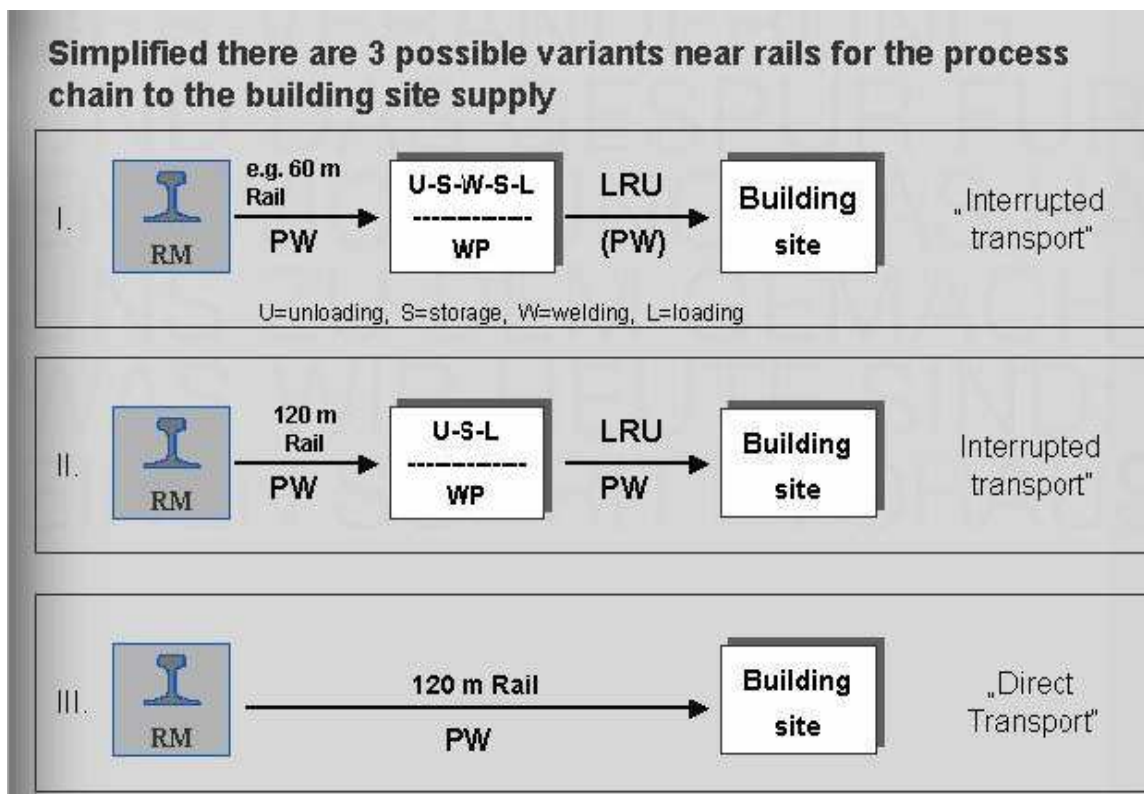 Simplified there are 3 possible variants near rails for the process
chain to the building site supply
I.
RM
e.g. 60 m
Rail
PW
U-S-W-S-L
--------------
WP
LRU
(PW)
Building
site
„Interrupted
transport“
U=unloading, S=storage, W=welding, L=loading
II.
RM
120 m
Rail
PW
U-S-L
--------------
WP
LRU
PW
Building
site
Interrupted
transport“
III.
RM
120 m Rail
PW
Building
site
„Direct
Transport“